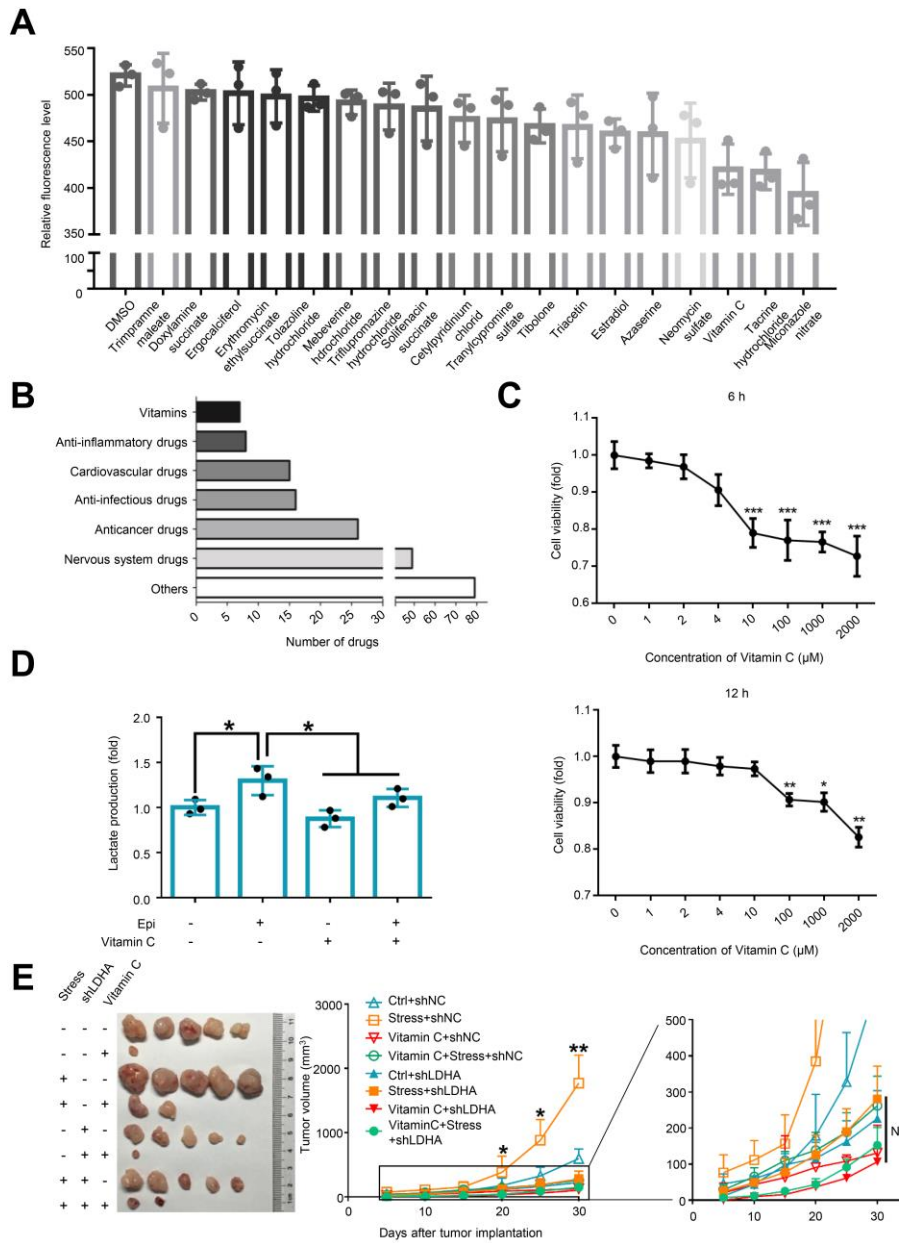 A
Relative fluorescence level
550
500
450
400
350
100
0
DMSO
Trimpramne
maleate
Doxylamine
succinate
Ergocalciferol
Erythromycin
ethylsuccinate
Tolazoline
hydrochloride
Mebeverine
hdrochloride
Triflupromazine
hydrochloride
Solfenacin
succinate
Cetylpyridinium
chlorid
Tranylcypromine
sulfate
Tibolone
Triacetin
Estradiol
Azaserine
Neomycin
sulfate
Vitamin C
Tacrine
hydrochloride
Miconazole
nitrate
B
Vitamins
Anti-inflammatory drugs
Cardiovascular drugs
Anti-infectious drugs
Anticancer drugs
Nervous system drugs
Others
0 5 10 15 20 25 30 40 50 60 70 80
Number of drugs
C
6 h
Cell viability (fold)
1.1
1.0
0.9
0.8
0.7
0.6
*** *** *** ***
0 1 2 4 10 100 1000 2000
Concentration of Vitamin C (µM)
12 h
Cell viability (fold)
1.1
1.0
0.9
0.8
0.7
** * **
0 1 2 4 10 100 1000 2000
Concentration of Vitamin C (µM)
D
Lactate production (fold)
2.0
1.5
1.0
0.5
0.0
* *
Epi - + - +
Vitamin C - - + +
E
Stress
shLDHA
Vitamin C
- - -
- - +
+ - -
+ - +
- + -
- + +
+ + -
+ + +
Tumor volume (mm³)
3000
2000
1000
0
Ctrl+shNC
Stress+shNC
Vitamin C+shNC
Vitamin C+Stress+shNC
Ctrl+shLDHA
Stress+shLDHA
Vitamin C+shLDHA
VitaminC+Stress
+shLDHA
* * **
0 10 20 30
Days after tumor implantation
500
400
300
200
100
0
0 10 20 30
N